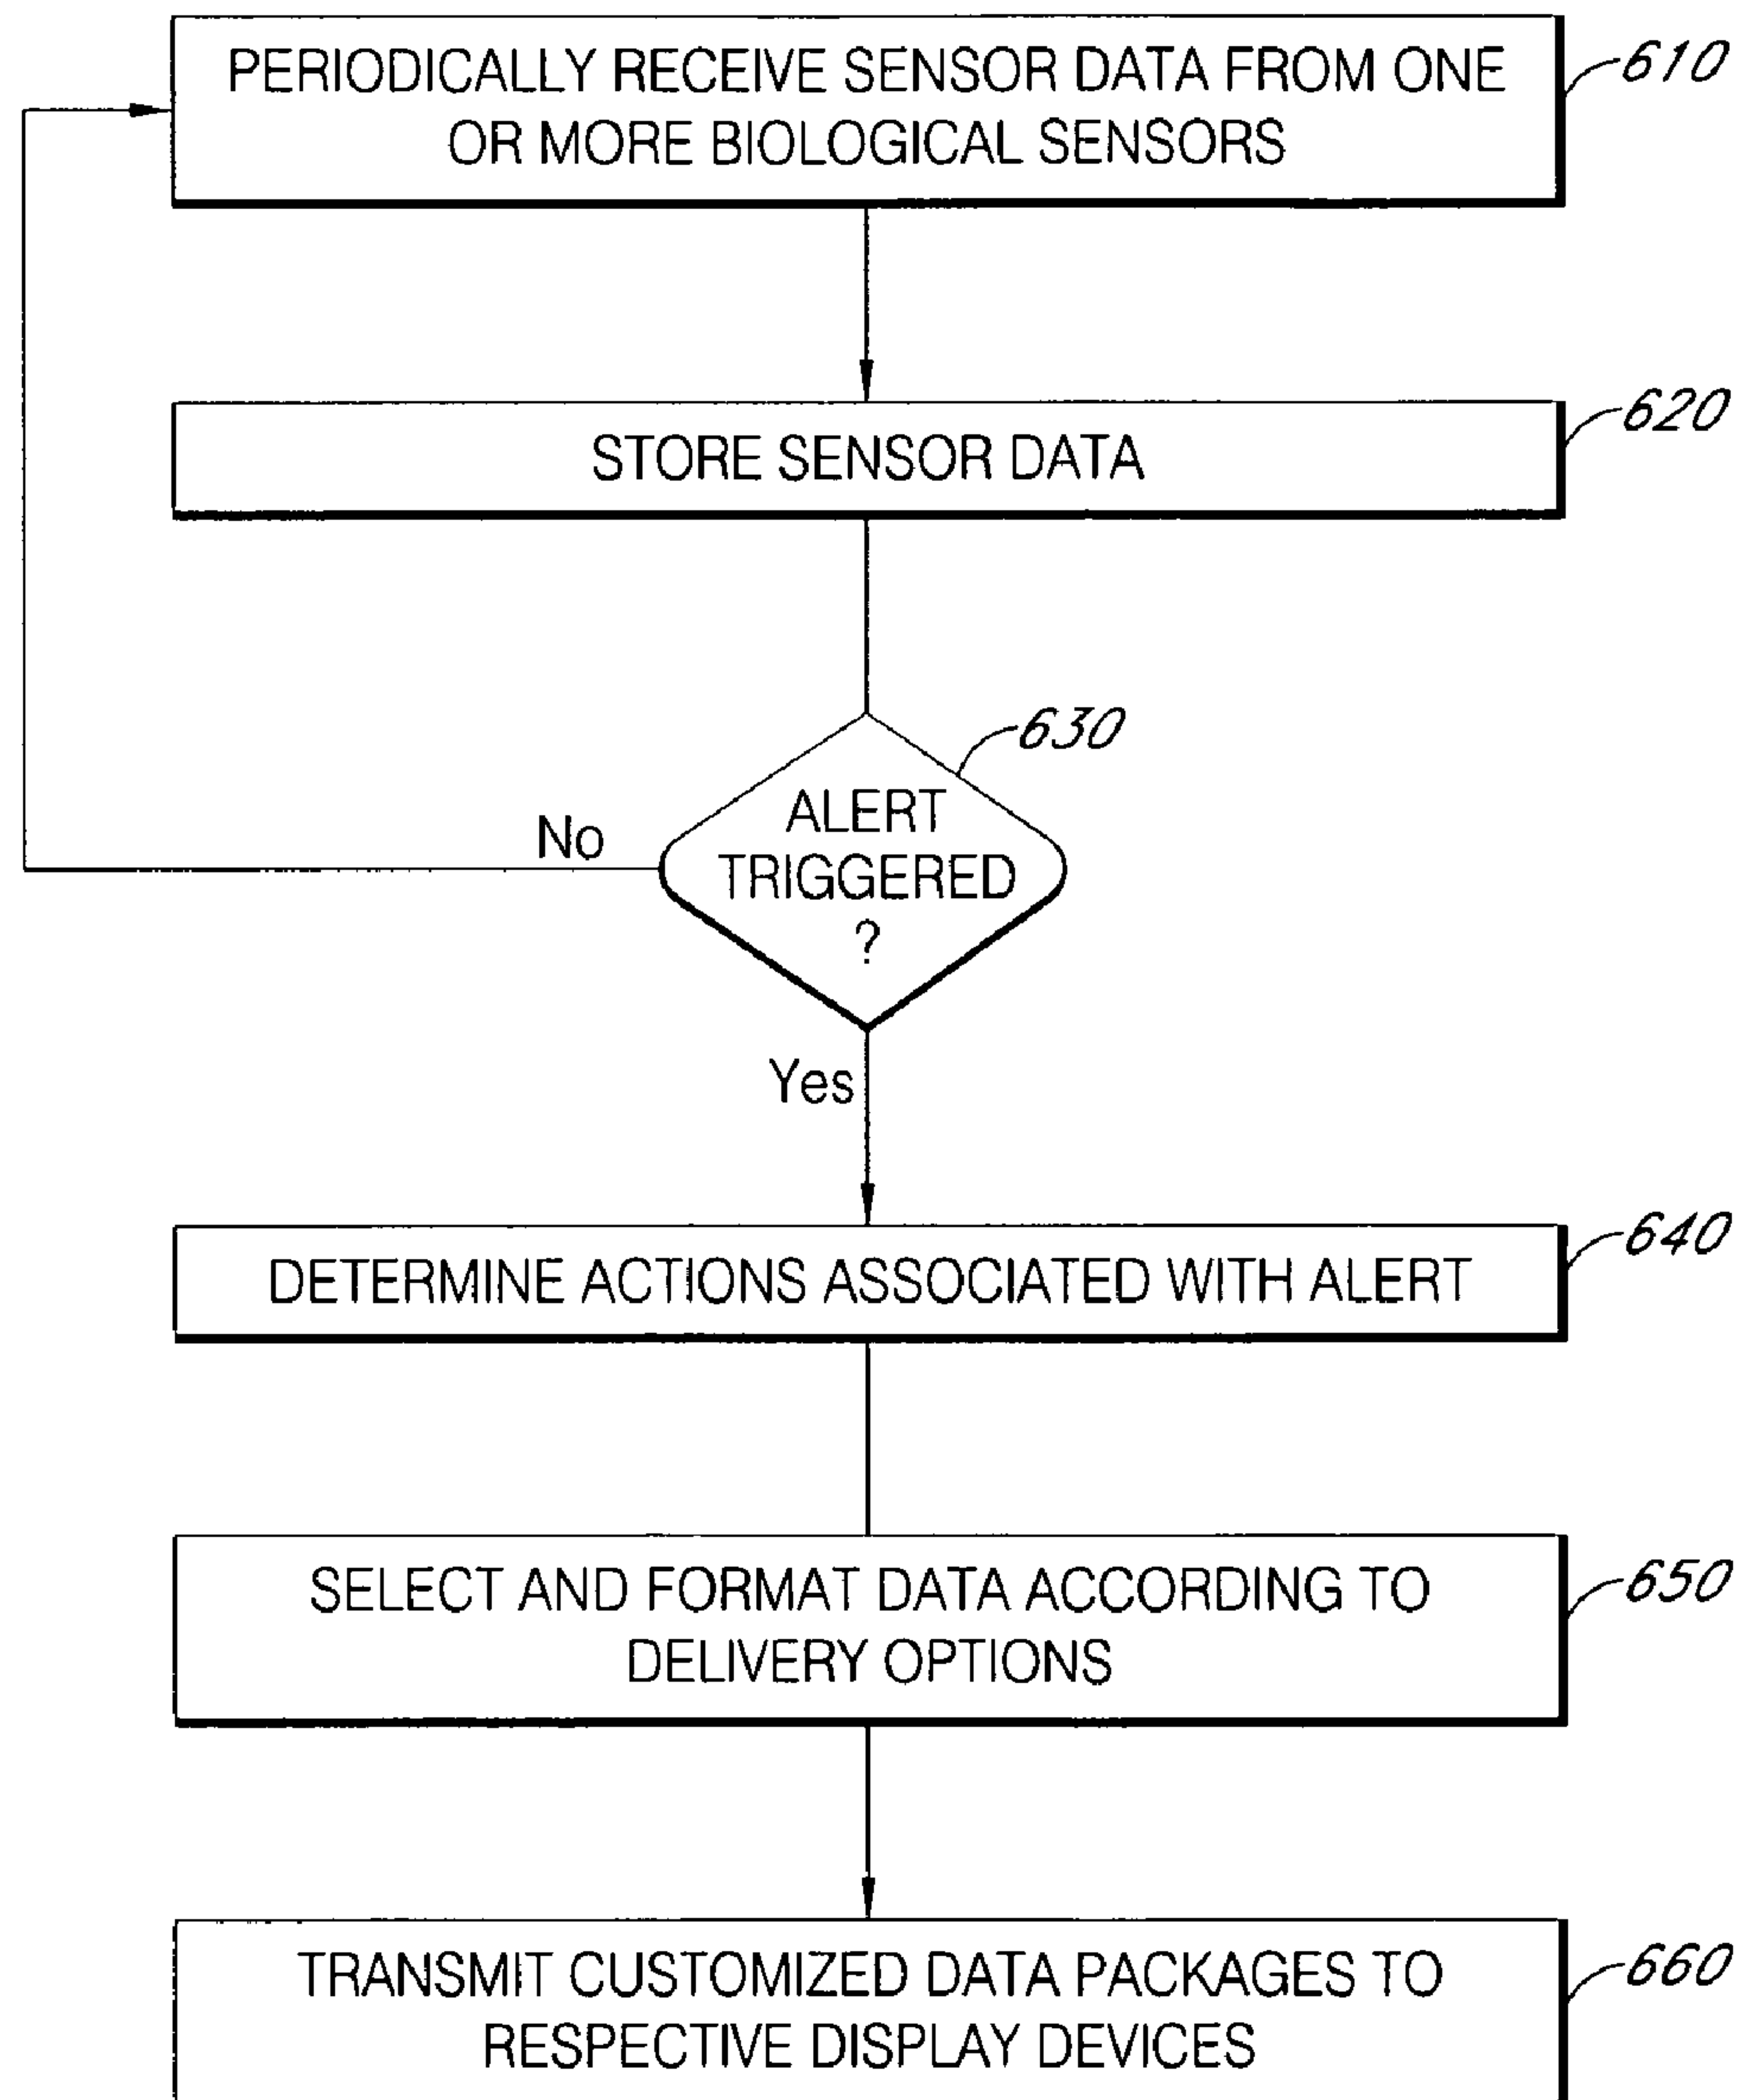 PERIODICALLY RECEIVE SENSOR DATA FROM ONE
OR MORE BIOLOGICAL SENSORS
610
STORE SENSOR DATA
620
630
ALERT
TRIGGERED
?
No
Yes
DETERMINE ACTIONS ASSOCIATED WITH ALERT
640
SELECT AND FORMAT DATA ACCORDING TO
DELIVERY OPTIONS
650
TRANSMIT CUSTOMIZED DATA PACKAGES TO
RESPECTIVE DISPLAY DEVICES
660